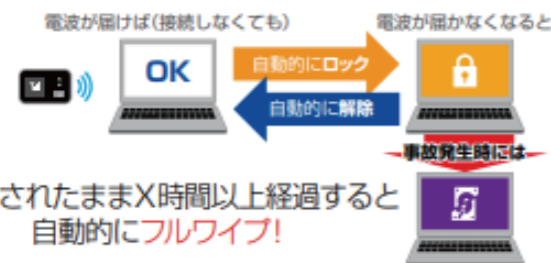 電波が届けば(接続しなくても)
電波が届かなくなると
OK
自動的にロック
自動的に解除
事故発生時には
されたままX時間以上経過すると
自動的にフルワイプ!